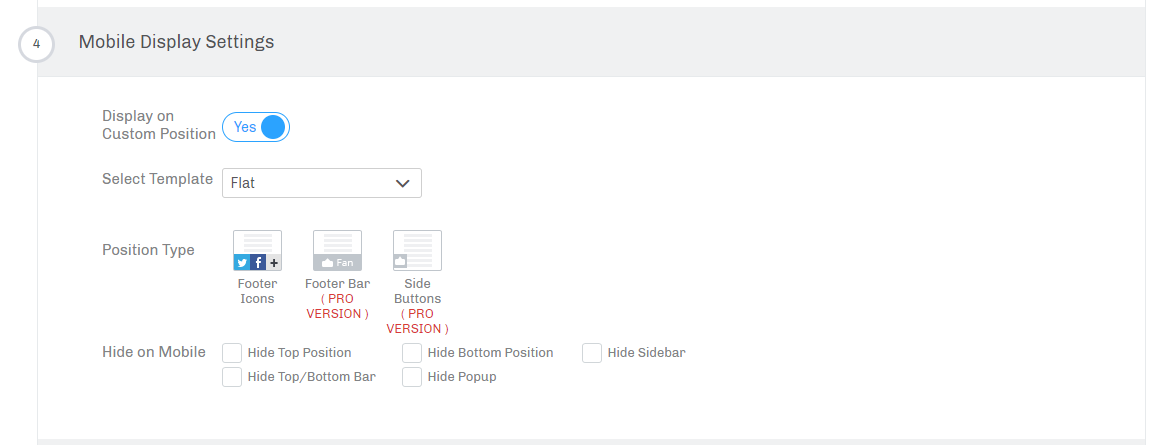 4
Mobile Display Settings
Display on
Custom Position
Yes
Select Template
Flat
Position Type
f +
Fan
Footer
Icons
Footer Bar
( PRO
VERSION )
Side
Buttons
( PRO
VERSION )
Hide on Mobile
Hide Top Position
Hide Bottom Position
Hide Sidebar
Hide Top/Bottom Bar
Hide Popup